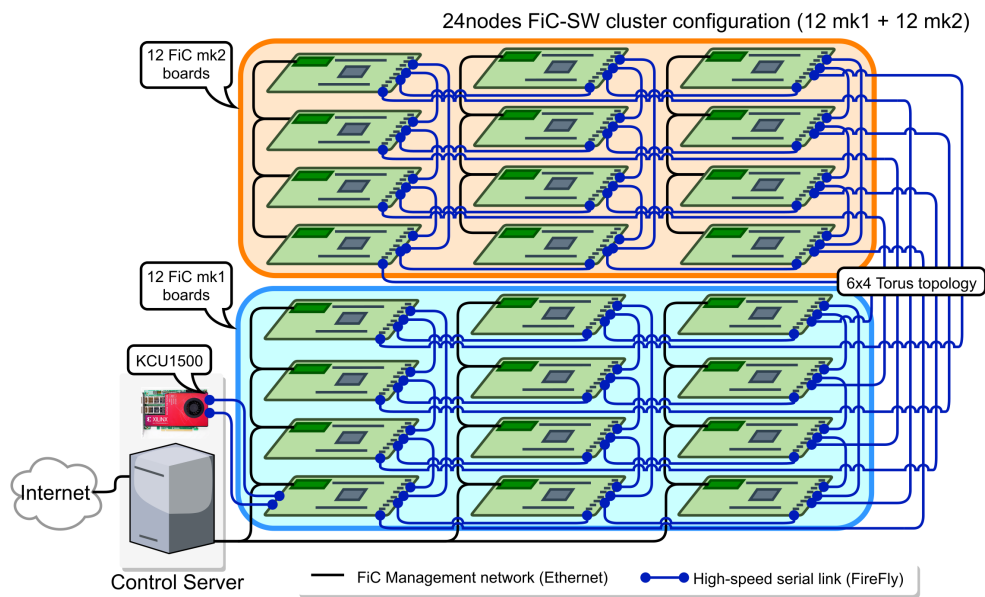 24nodes FiC-SW cluster configuration (12 mk1 + 12 mk2)
12 FiC mk2
boards
6x4 Torus topology
12 FiC mk1
boards
KCU1500
XILINX
Internet
Control Server
FiC Management network (Ethernet)
High-speed serial link (FireFly)